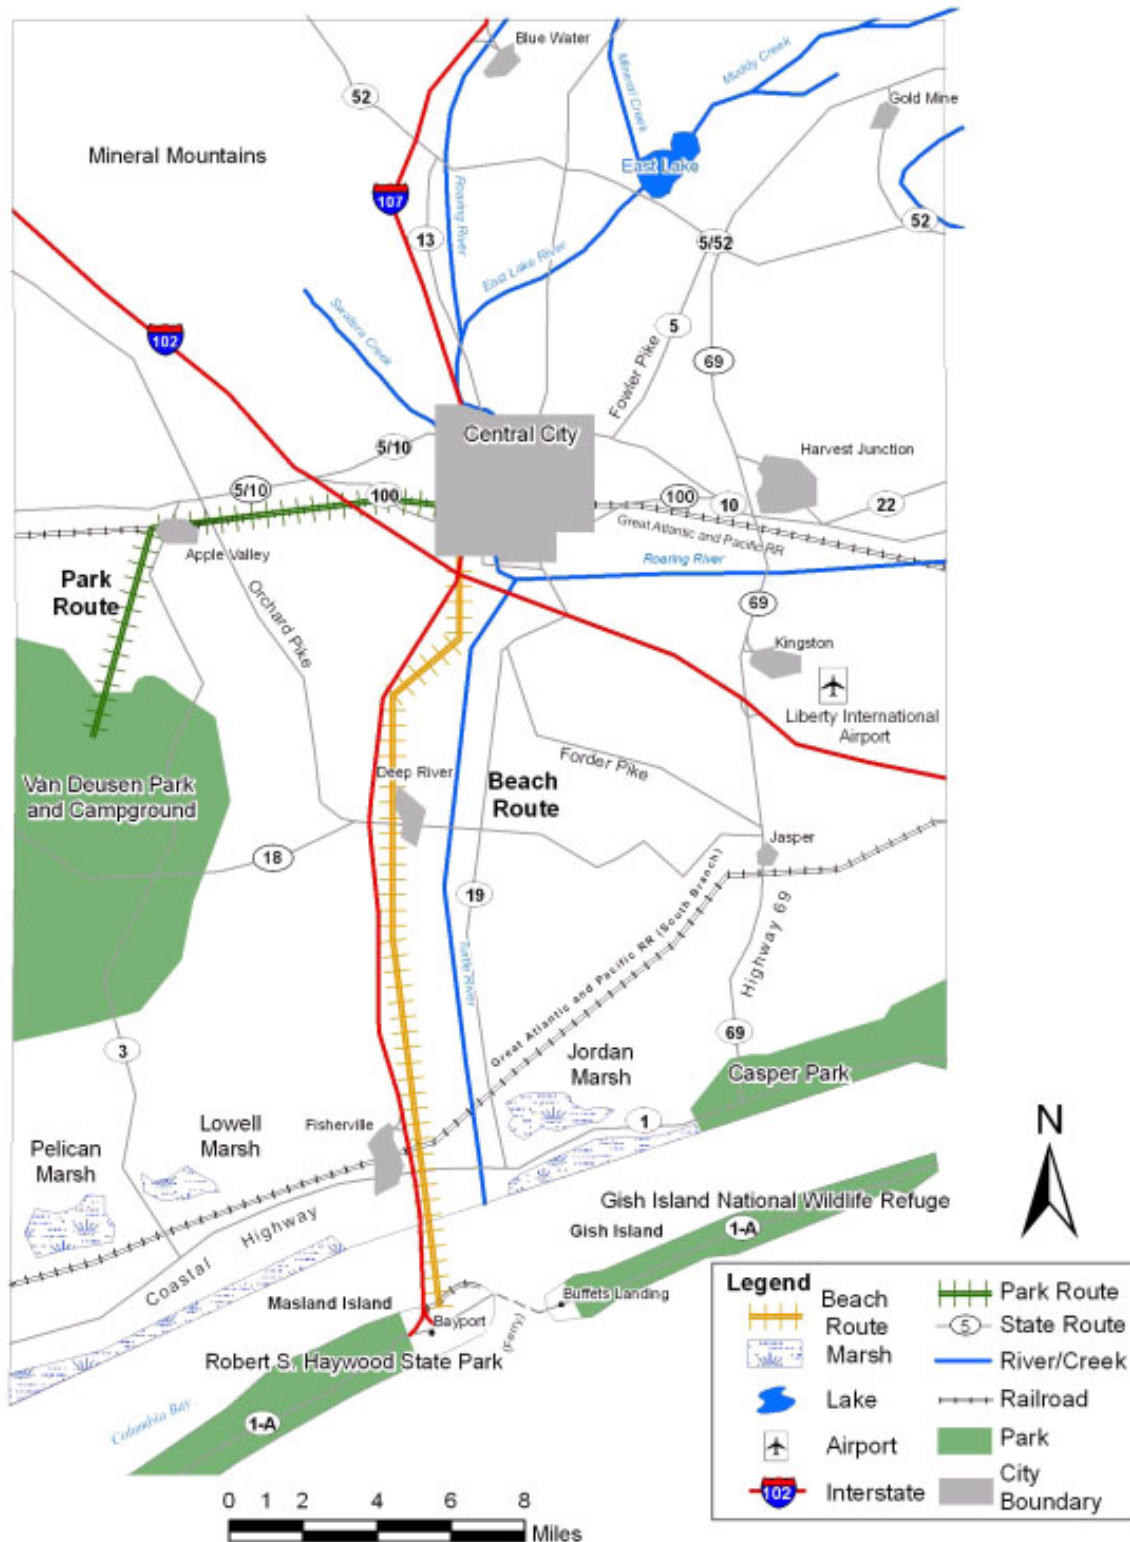 Blue Water
52
Mineral Creek
Muddy Creek
Gold Mine
Mineral Mountains
East Lake
107
Roaring River
13
5/52
52
East Lake River
Swatera Creek
102
5
69
Fowler Pike
Central City
5/10
Harvest Junction
5/10
100
100
10
22
Great Atlantic and Pacific RR
Apple Valley
Roaring River
Park
Route
Orchard Pike
69
Kingston
Liberty International
Airport
Van Deusen Park
and Campground
Deep River
Beach
Route
Forder Pike
Jasper
18
19
Great Atlantic and Pacific RR (South Branch)
Highway 69
Turtle River
3
69
Jordan
Marsh
Casper Park
Lowell
Marsh
Fisherville
1
Pelican
Marsh
N
Gish Island National Wildlife Refuge
1-A
Gish Island
Coastal Highway
Masland Island
Buffets Landing
Bayport
(Ferry)
Robert S. Haywood State Park
Columbia Bay
1-A
Legend
Beach
Route
Marsh
Lake
Airport
102
Interstate
Park Route
5
State Route
River/Creek
Railroad
Park
City
Boundary
0 1 2 4 6 8
Miles